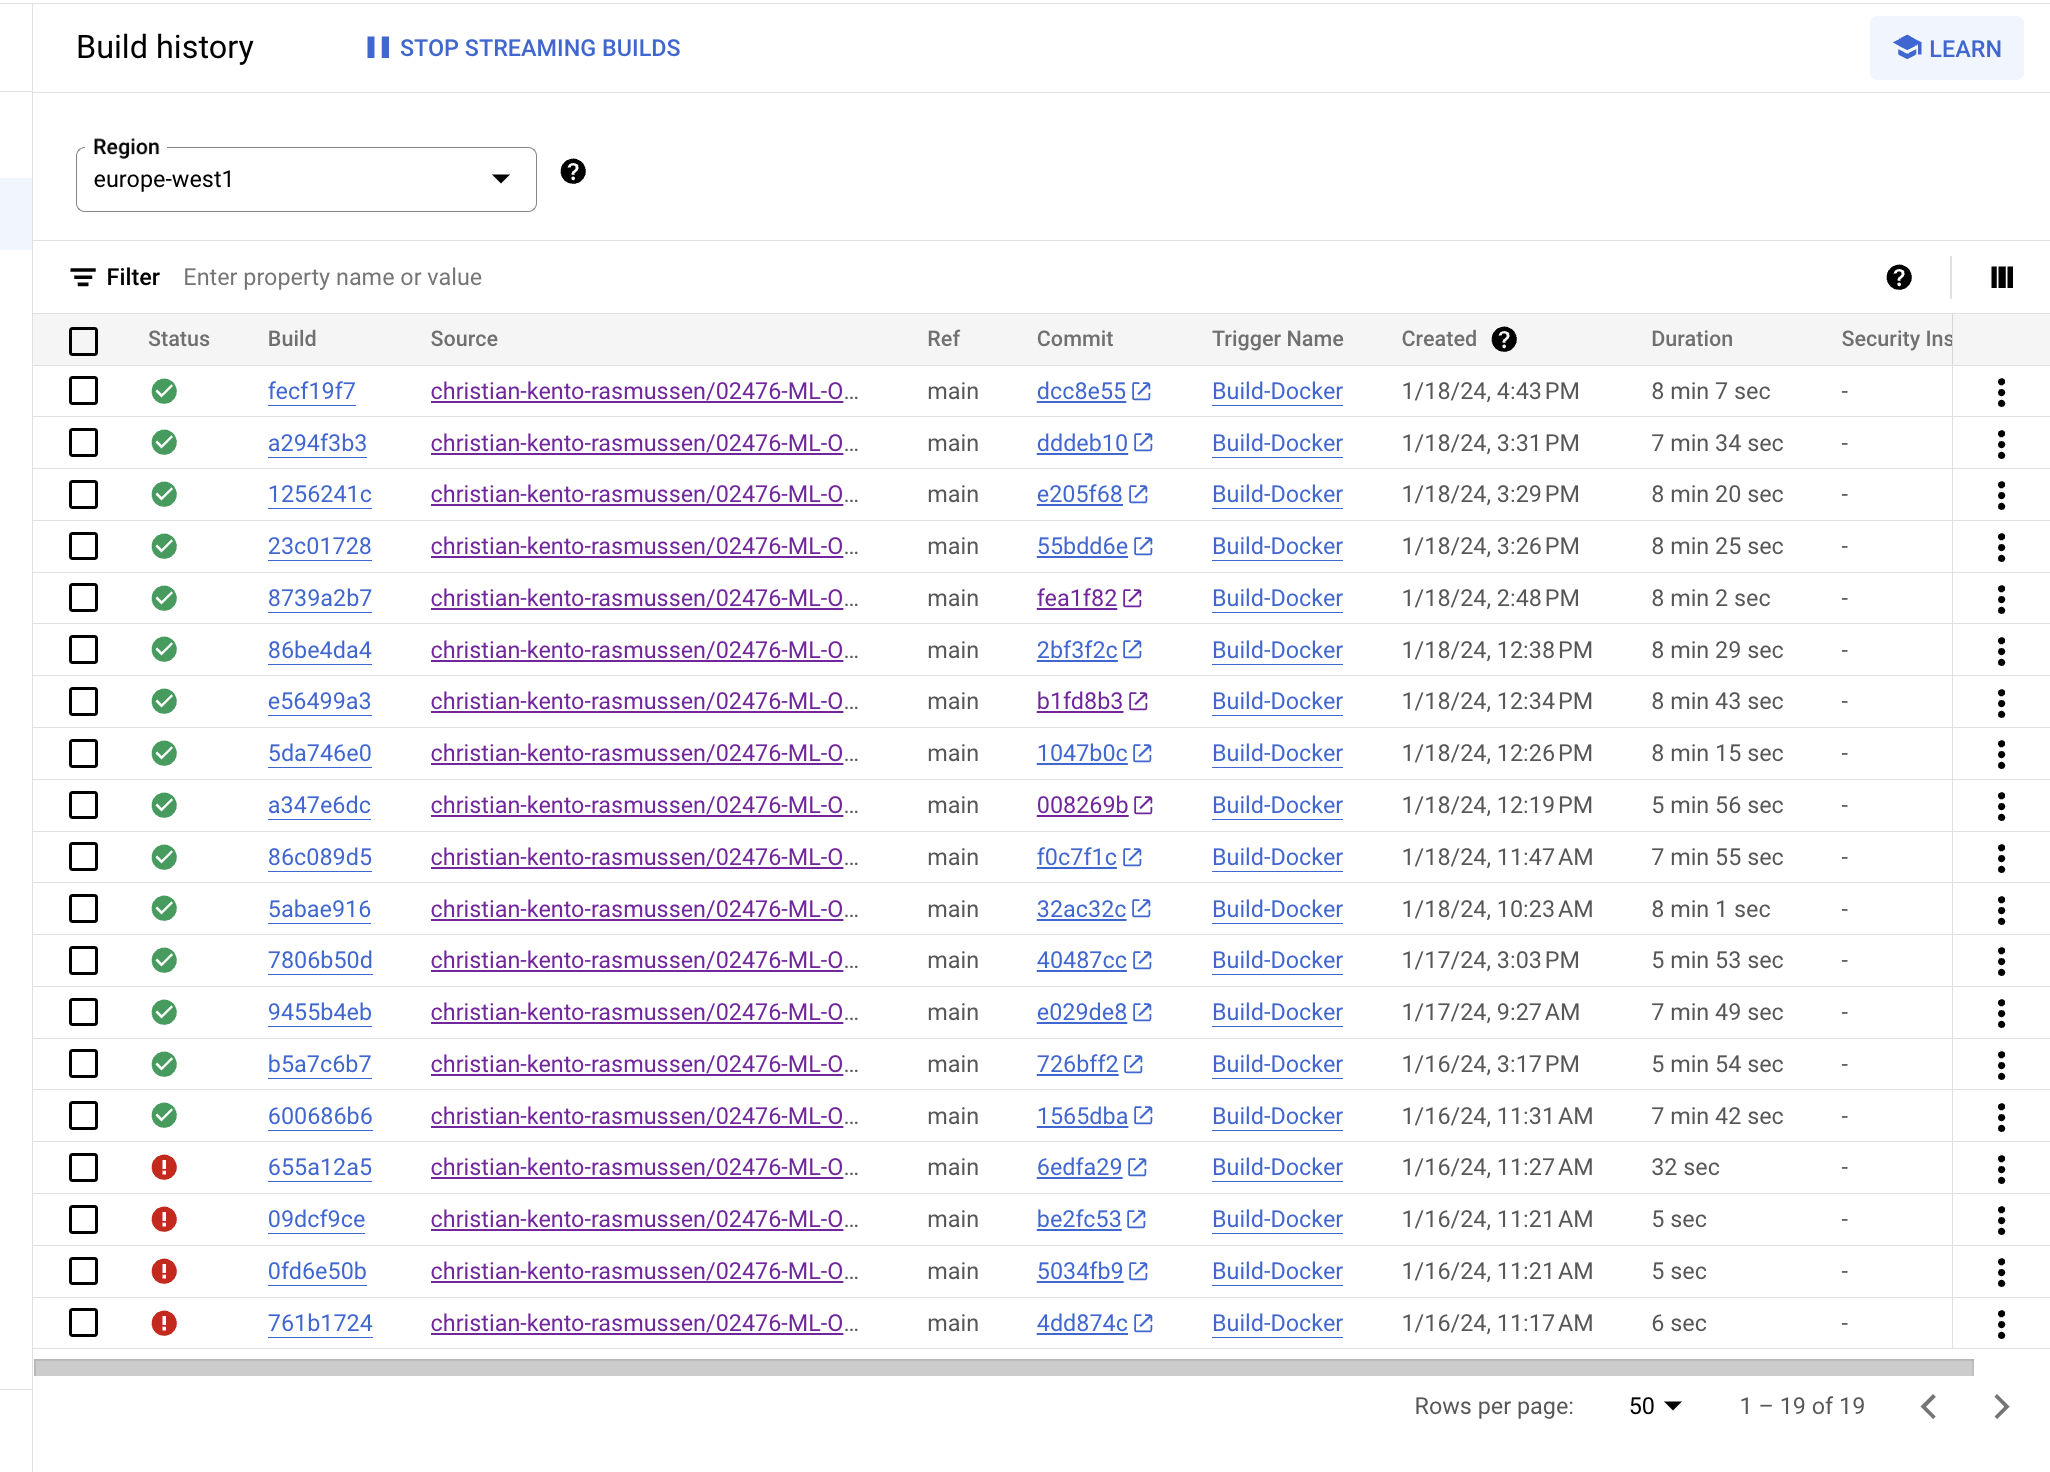 Build history STOP STREAMING BUILDS LEARN
Region
europe-west1
Filter Enter property name or value
Status Build Source Ref Commit Trigger Name Created Duration Security Ins
fecf19f7 christian-kento-rasmussen/02476-ML-O... main dcc8e55 Build-Docker 1/18/24, 4:43 PM 8 min 7 sec -
a294f3b3 christian-kento-rasmussen/02476-ML-O... main dddeb10 Build-Docker 1/18/24, 3:31 PM 7 min 34 sec -
1256241c christian-kento-rasmussen/02476-ML-O... main e205f68 Build-Docker 1/18/24, 3:29 PM 8 min 20 sec -
23c01728 christian-kento-rasmussen/02476-ML-O... main 55bdd6e Build-Docker 1/18/24, 3:26 PM 8 min 25 sec -
8739a2b7 christian-kento-rasmussen/02476-ML-O... main fea1f82 Build-Docker 1/18/24, 2:48 PM 8 min 2 sec -
86be4da4 christian-kento-rasmussen/02476-ML-O... main 2bf3f2c Build-Docker 1/18/24, 12:38 PM 8 min 29 sec -
e56499a3 christian-kento-rasmussen/02476-ML-O... main b1fd8b3 Build-Docker 1/18/24, 12:34 PM 8 min 43 sec -
5da746e0 christian-kento-rasmussen/02476-ML-O... main 1047b0c Build-Docker 1/18/24, 12:26 PM 8 min 15 sec -
a347e6dc christian-kento-rasmussen/02476-ML-O... main 008269b Build-Docker 1/18/24, 12:19 PM 5 min 56 sec -
86c089d5 christian-kento-rasmussen/02476-ML-O... main f0c7f1c Build-Docker 1/18/24, 11:47 AM 7 min 55 sec -
5abae916 christian-kento-rasmussen/02476-ML-O... main 32ac32c Build-Docker 1/18/24, 10:23 AM 8 min 1 sec -
7806b50d christian-kento-rasmussen/02476-ML-O... main 40487cc Build-Docker 1/17/24, 3:03 PM 5 min 53 sec -
9455b4eb christian-kento-rasmussen/02476-ML-O... main e029de8 Build-Docker 1/17/24, 9:27 AM 7 min 49 sec -
b5a7c6b7 christian-kento-rasmussen/02476-ML-O... main 726bff2 Build-Docker 1/16/24, 3:17 PM 5 min 54 sec -
600686b6 christian-kento-rasmussen/02476-ML-O... main 1565dba Build-Docker 1/16/24, 11:31 AM 7 min 42 sec -
655a12a5 christian-kento-rasmussen/02476-ML-O... main 6edfa29 Build-Docker 1/16/24, 11:27 AM 32 sec -
09dcf9ce christian-kento-rasmussen/02476-ML-O... main be2fc53 Build-Docker 1/16/24, 11:21 AM 5 sec -
0fd6e50b christian-kento-rasmussen/02476-ML-O... main 5034fb9 Build-Docker 1/16/24, 11:21 AM 5 sec -
761b1724 christian-kento-rasmussen/02476-ML-O... main 4dd874c Build-Docker 1/16/24, 11:17 AM 6 sec -
Rows per page: 50 1 – 19 of 19